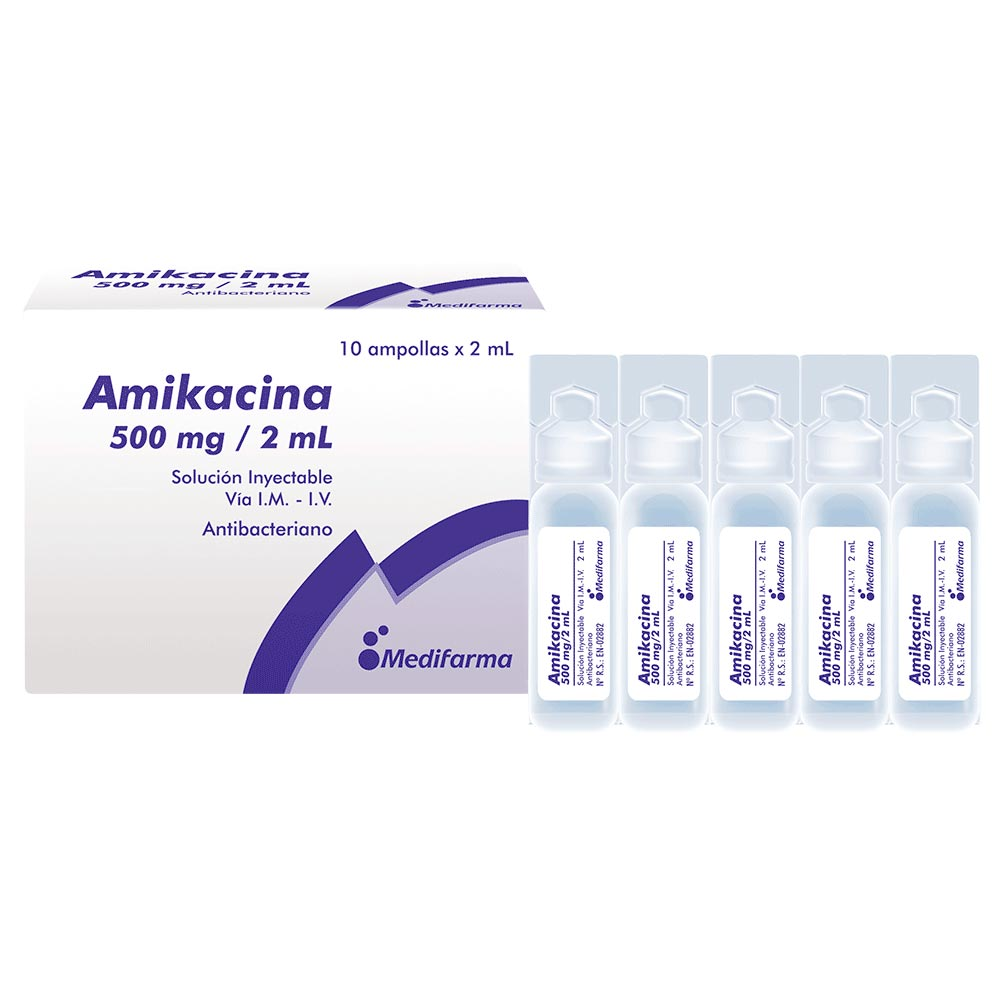 Amikacina
500 mg / 2 mL
Antibacteriano
Medifarma
10 ampollas x 2 mL
Amikacina
500 mg / 2 mL
Solución Inyectable
Vía I.M. - I.V.
Antibacteriano
Medifarma
Amikacina
500 mg/2 mL
Solución Inyectable Vía I.M.-I.V. 2 mL
Antibacteriano
Nº R.S.: EN-02882
Medifarma
Amikacina
500 mg/2 mL
Solución Inyectable Vía I.M.-I.V. 2 mL
Antibacteriano
Nº R.S.: EN-02882
Medifarma
Amikacina
500 mg/2 mL
Solución Inyectable Vía I.M.-I.V. 2 mL
Antibacteriano
Nº R.S.: EN-02882
Medifarma
Amikacina
500 mg/2 mL
Solución Inyectable Vía I.M.-I.V. 2 mL
Antibacteriano
Nº R.S.: EN-02882
Medifarma
Amikacina
500 mg/2 mL
Solución Inyectable Vía I.M.-I.V. 2 mL
Antibacteriano
Nº R.S.: EN-02882
Medifarma